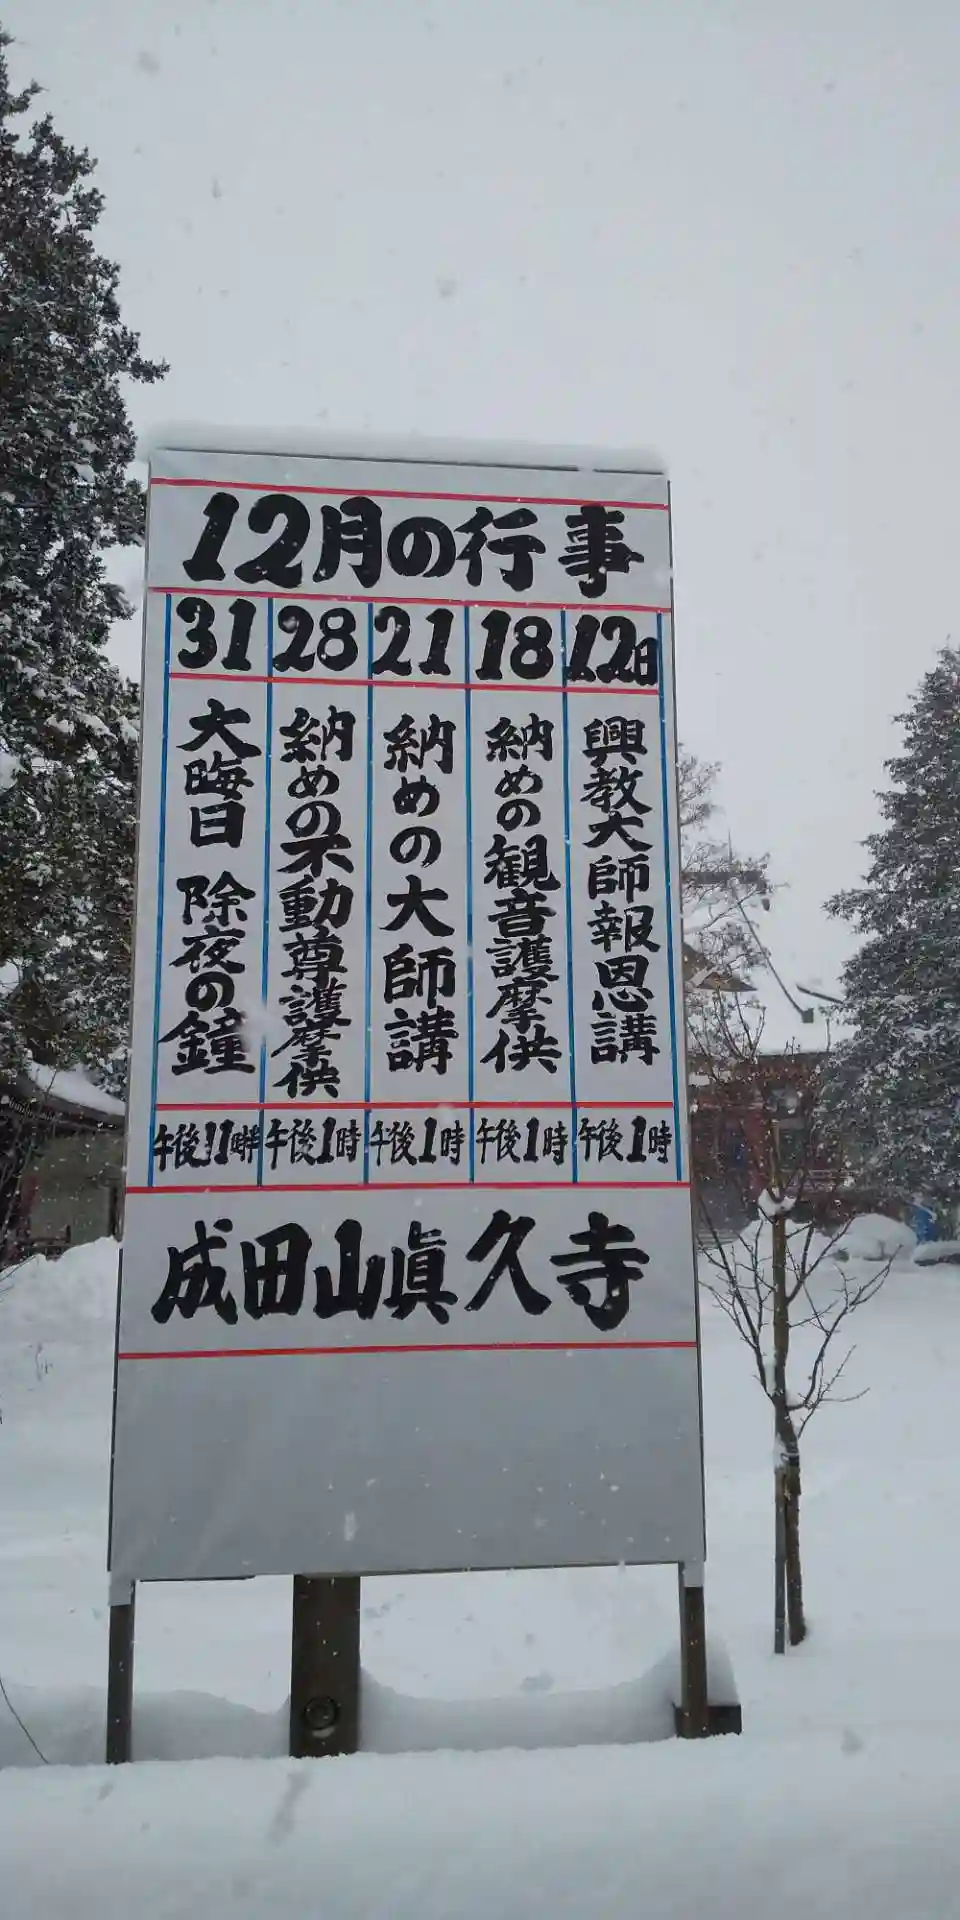 12月の行事
12日
興教大師報恩講
午後1時
18
納めの観音護摩供
午後1時
21
納めの大師講
午後1時
28
納めの不動尊護摩供
午後1時
31
大晦日 除夜の鐘
午後11時半
成田山眞久寺